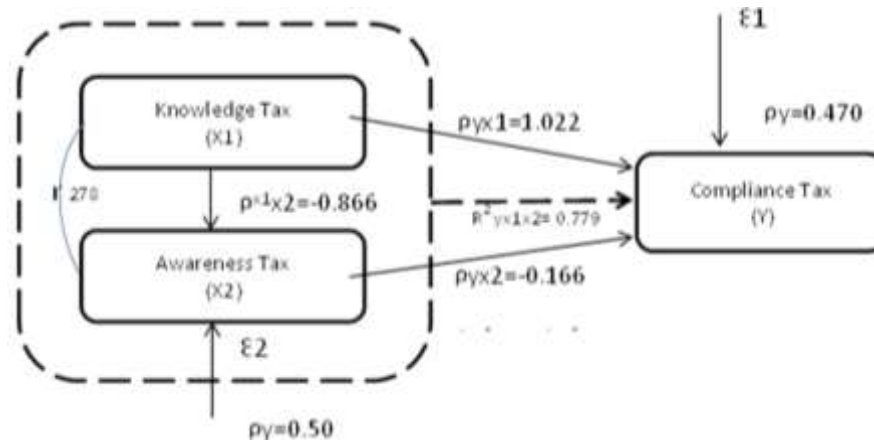 ε1
Knowledge Tax
(X1)
ρyx1=1.022
ρy=0.470
r 278
ρx1x2=-0.866
R²yx1x2= 0.779
Compliance Tax
(Y)
Awareness Tax
(X2)
ρyx2=-0.166
ε2
ρy=0.50